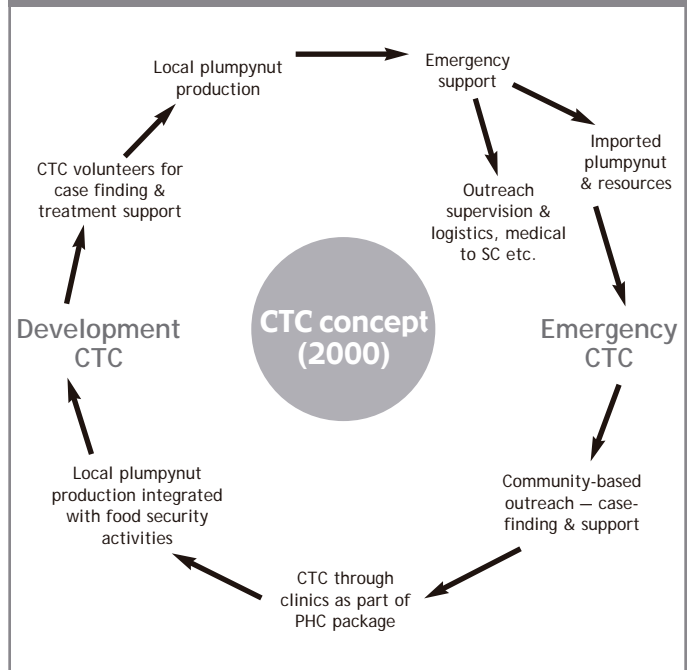 Local plumpynut
production
Emergency
support
Imported
plumpynut
& resources
CTC volunteers for
case finding &
treatment support
Outreach
supervision &
logistics, medical
to SC etc.
CTC concept
(2000)
Development
CTC
Emergency
CTC
Local plumpynut
production integrated
with food security
activities
Community-based
outreach — case-
finding & support
CTC through
clinics as part of
PHC package